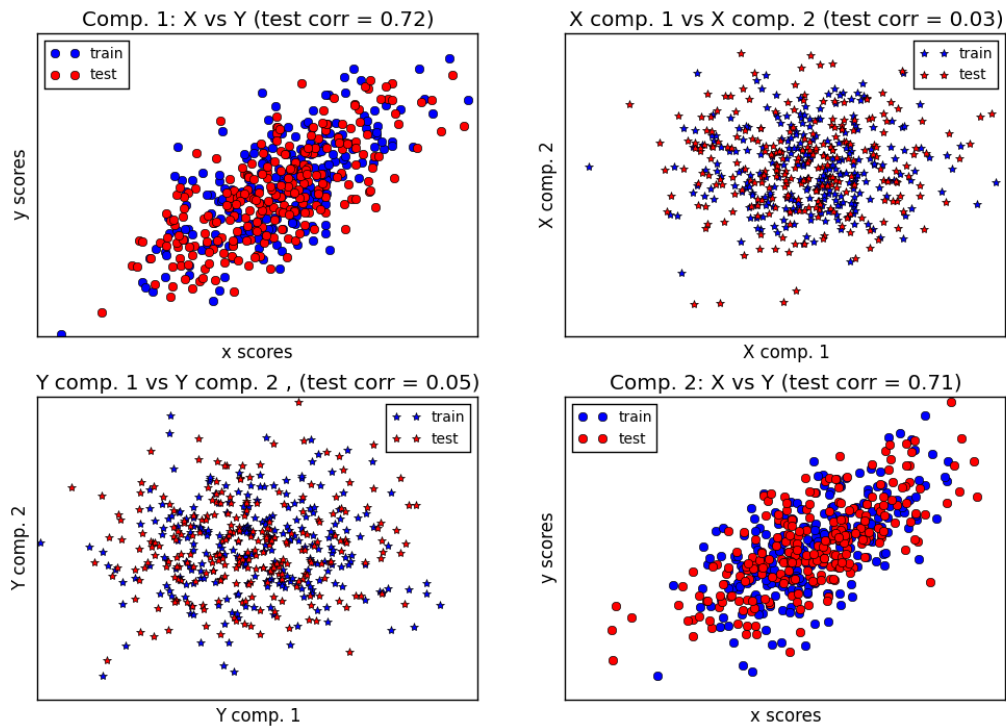 Comp. 1: X vs Y (test corr = 0.72)
train
test
y scores
x scores
X comp. 1 vs X comp. 2 (test corr = 0.03)
train
test
X comp. 2
X comp. 1
Y comp. 1 vs Y comp. 2 , (test corr = 0.05)
train
test
Y comp. 2
Y comp. 1
Comp. 2: X vs Y (test corr = 0.71)
train
test
y scores
x scores